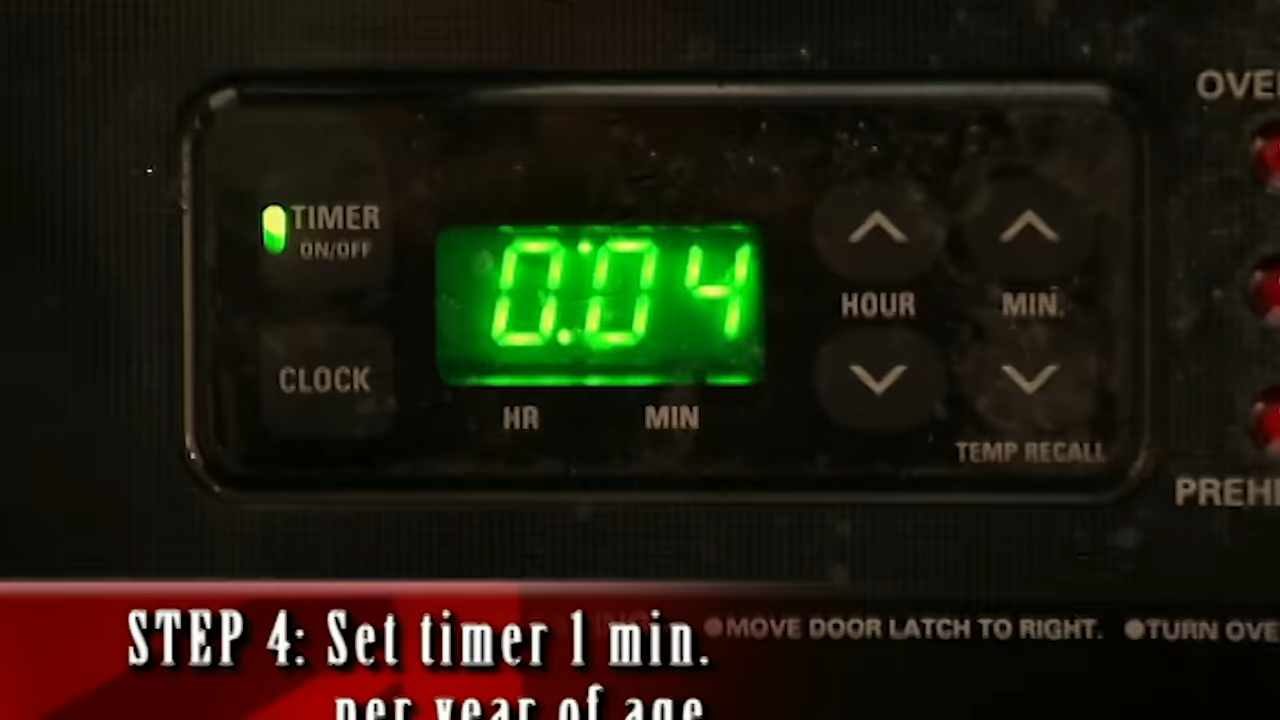 OVE
TIMER
ON/OFF
0:04
HOUR
MIN.
CLOCK
HR
MIN
TEMP RECALL
PREH
●MOVE DOOR LATCH TO RIGHT. ●TURN OVE
STEP 4: Set timer 1 min.
per year of age